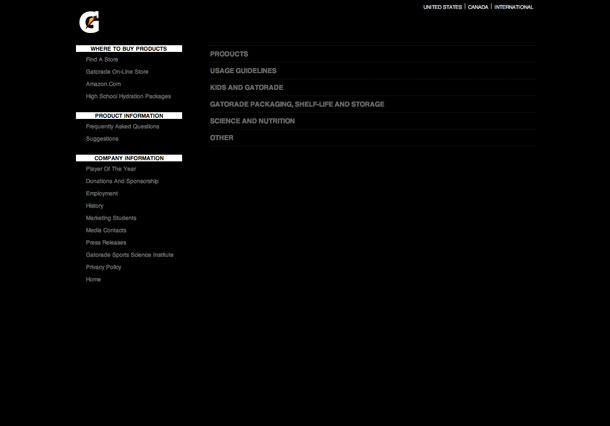 UNITED STATES | CANADA | INTERNATIONAL
G
WHERE TO BUY PRODUCTS
Find A Store
Gatorade On-Line Store
Amazon.Com
High School Hydration Packages
PRODUCT INFORMATION
Frequently Asked Questions
Suggestions
COMPANY INFORMATION
Player Of The Year
Donations And Sponsorship
Employment
History
Marketing Students
Media Contacts
Press Releases
Gatorade Sports Science Institute
Privacy Policy
Home
PRODUCTS
USAGE GUIDELINES
KIDS AND GATORADE
GATORADE PACKAGING, SHELF-LIFE AND STORAGE
SCIENCE AND NUTRITION
OTHER